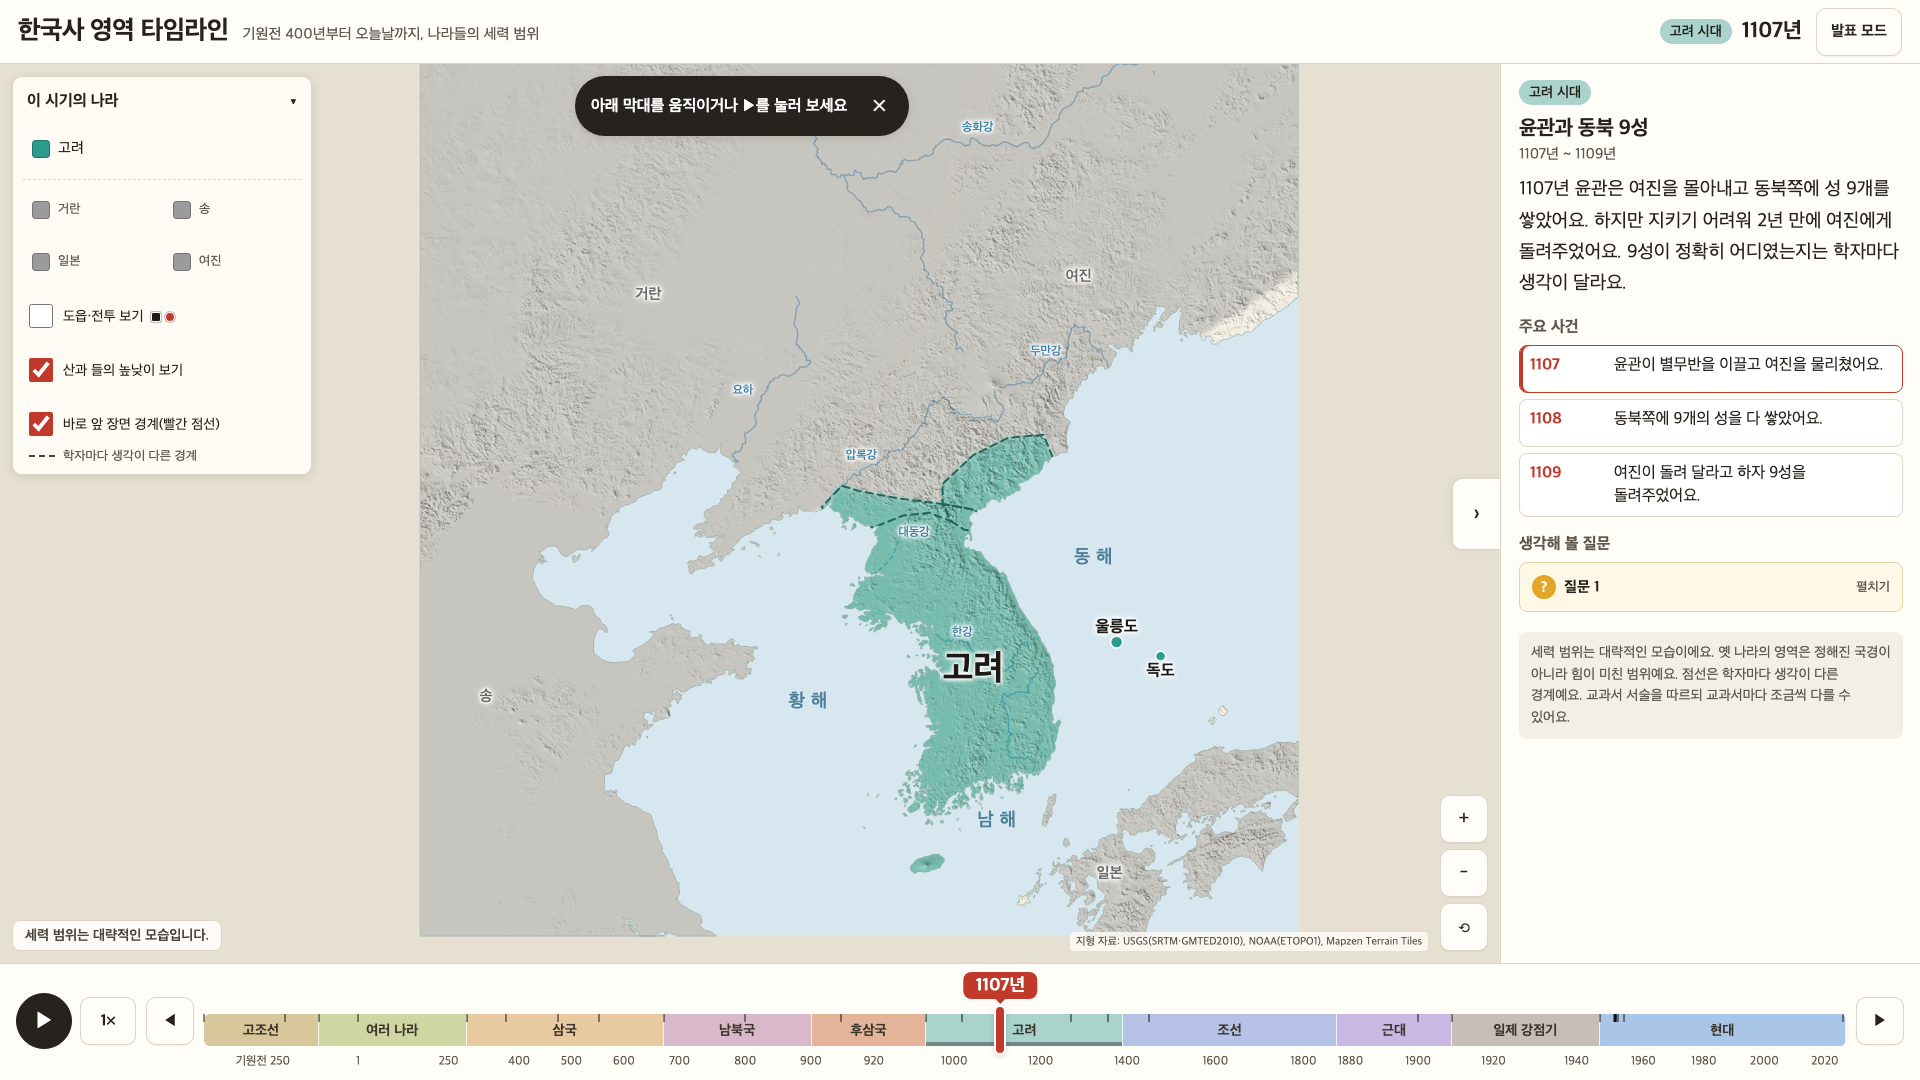 한국사 영역 타임라인
기원전 400년부터 오늘날까지, 나라들의 세력 범위
고려 시대
1107년
발표 모드
이 시기의 나라
고려
거란
송
일본
여진
도읍·전투 보기
산과 들의 높낮이 보기
바로 앞 장면 경계(빨간 점선)
학자마다 생각이 다른 경계
아래 막대를 움직이거나 ▶를 눌러 보세요 ✕
송화강
여진
거란
두만강
요하
압록강
대동강
동해
울릉도
한강
고려
독도
송
황해
남해
일본
세력 범위는 대략적인 모습입니다.
지형 자료: USGS(SRTM·GMTED2010), NOAA(ETOPO1), Mapzen Terrain Tiles
고려 시대
윤관과 동북 9성
1107년 ~ 1109년
1107년 윤관은 여진을 몰아내고 동북쪽에 성 9개를
쌓았어요. 하지만 지키기 어려워 2년 만에 여진에게
돌려주었어요. 9성이 정확히 어디였는지는 학자마다
생각이 달라요.
주요 사건
1107 윤관이 별무반을 이끌고 여진을 물리쳤어요.
1108 동북쪽에 9개의 성을 다 쌓았어요.
1109 여진이 돌려 달라고 하자 9성을
돌려주었어요.
생각해 볼 질문
? 질문 1 펼치기
세력 범위는 대략적인 모습이에요. 옛 나라의 영역은 정해진 국경이
아니라 힘이 미친 범위예요. 점선은 학자마다 생각이 다른
경계예요. 교과서 서술을 따르되 교과서마다 조금씩 다를 수
있어요.
1107년
1×
고조선 여러 나라 삼국 남북국 후삼국 고려 조선 근대 일제 강점기 현대
기원전 250 1 250 400 500 600 700 800 900 920 1000 1200 1400 1600 1800 1880 1900 1920 1940 1960 1980 2000 2020